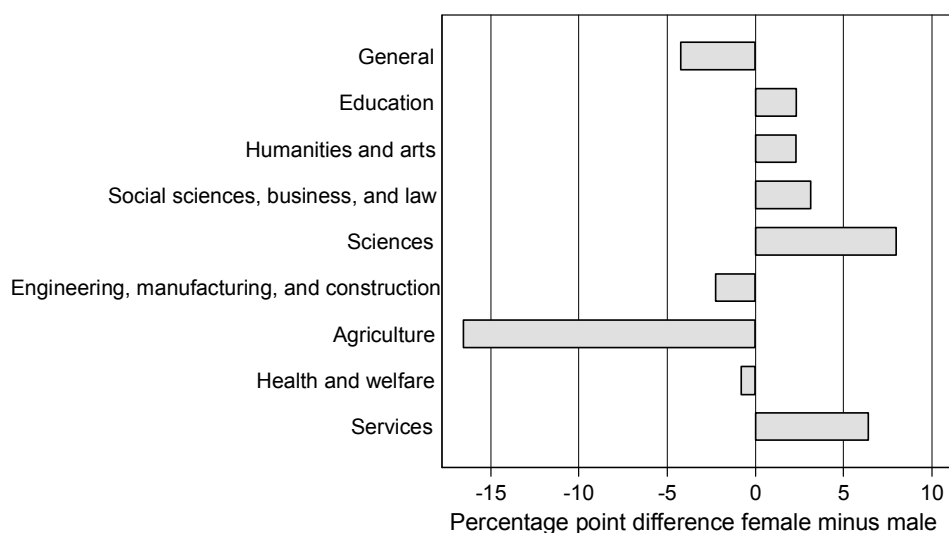 General
Education
Humanities and arts
Social sciences, business, and law
Sciences
Engineering, manufacturing, and construction
Agriculture
Health and welfare
Services
-15 -10 -5 0 5 10
Percentage point difference female minus male